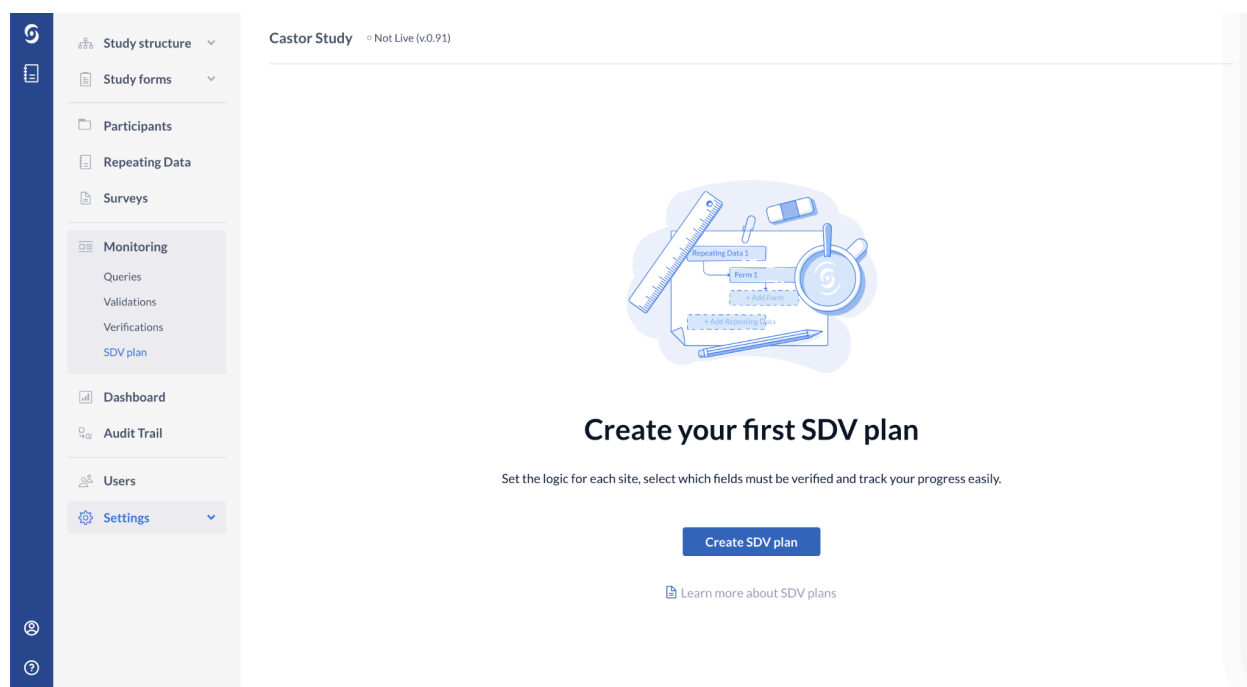 Study structure
Study forms
Participants
Repeating Data
Surveys
Monitoring
Queries
Validations
Verifications
SDV plan
Dashboard
Audit Trail
Users
Settings
Castor Study
Not Live (v.0.91)
Repeating Data 1
Form 1
+ Add Form
+ Add Repeating Data
Create your first SDV plan
Set the logic for each site, select which fields must be verified and track your progress easily.
Create SDV plan
Learn more about SDV plans